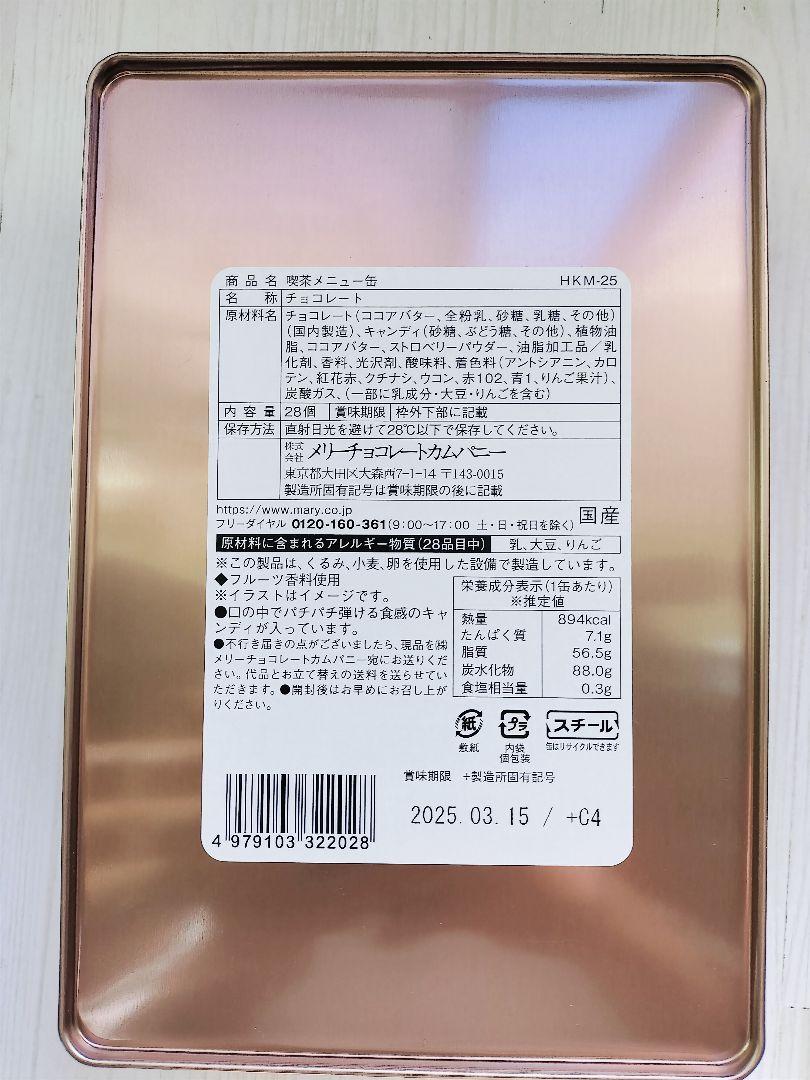 商品名 喫茶メニュー缶 HKM-25
名称 チョコレート
原材料名 チョコレート(ココアバター、全粉乳、砂糖、乳糖、その他)
(国内製造)、キャンディ(砂糖、ぶどう糖、その他)、植物油
脂、ココアバター、ストロベリーパウダー、油脂加工品/乳
化剤、香料、光沢剤、酸味料、着色料(アントシアニン、カロ
テン、紅花赤、クチナシ、ウコン、赤102、青1、りんご果汁)、
炭酸ガス、(一部に乳成分・大豆・りんごを含む)
内容量 28個 賞味期限 枠外下部に記載
保存方法 直射日光を避けて28℃以下で保存してください。
株式会社 メリーチョコレートカムパニー
東京都大田区大森西7-1-14 〒143-0015
製造所固有記号は賞味期限の後に記載
https://www.mary.co.jp
フリーダイヤル 0120-160-361(9:00〜17:00 土・日・祝日を除く) 国産
原材料に含まれるアレルギー物質(28品目中) 乳、大豆、りんご
※この製品は、くるみ、小麦、卵を使用した設備で製造しています。
◆フルーツ香料使用
※イラストはイメージです。
●口の中でパチパチ弾ける食感のキャ
ンディが入っています。
●不行き届きの点がございましたら、現品を㈱
メリーチョコレートカムパニー宛にお送りくだ
さい。代品とお立て替えの送料を送らせていた
だきます。●開封後はお早めにお召し上が
りください。
栄養成分表示(1缶あたり)
※推定値
熱量 894kcal
たんぱく質 7.1g
脂質 56.5g
炭水化物 88.0g
食塩相当量 0.3g
紙 プラ スチール
敷紙 内袋 缶はリサイクルできます
個包装
賞味期限 +製造所固有記号
2025.03.15 / +C4
4 979103 322028